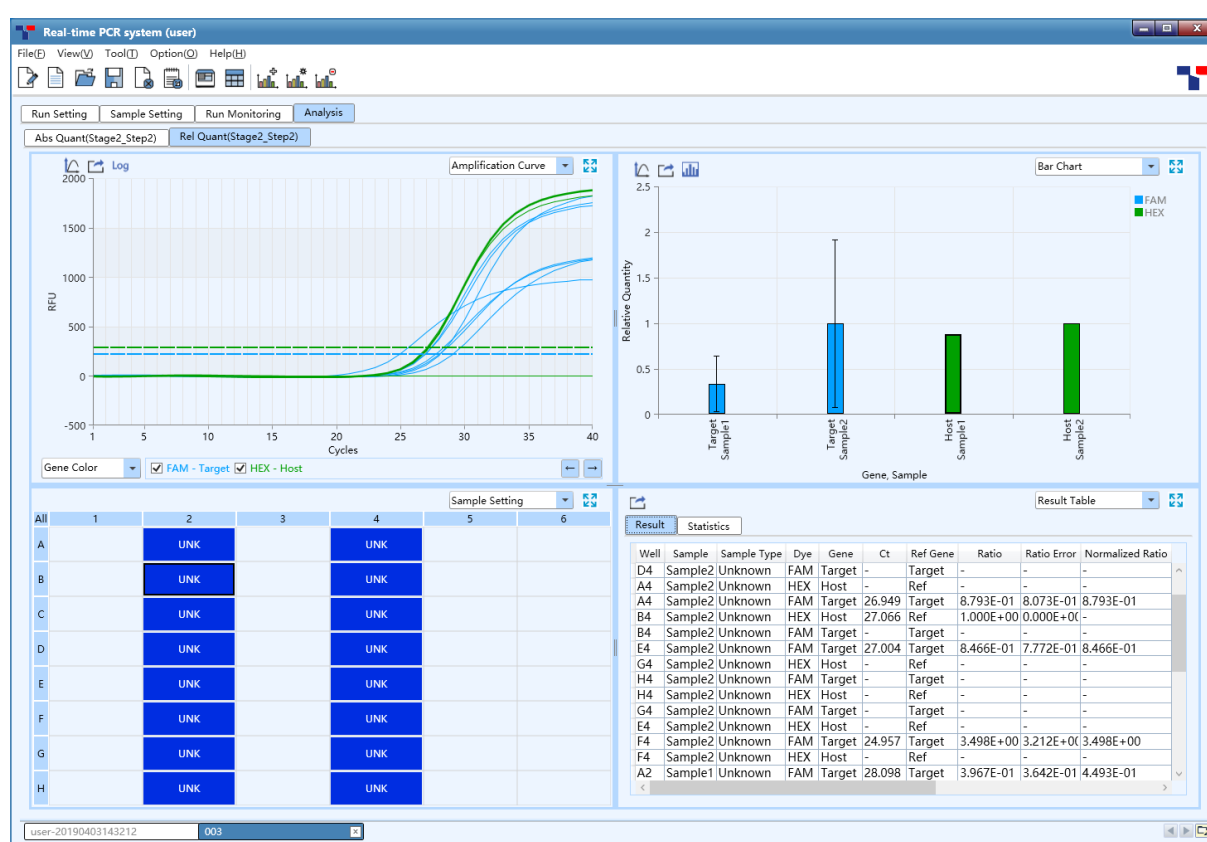 Real-time PCR system (user)
File(F) View(V) Tool(T) Option(O) Help(H)
Run Setting Sample Setting Run Monitoring Analysis
Abs Quant(Stage2_Step2) Rel Quant(Stage2_Step2)
Log Amplification Curve
2000
1500
1000
500
0
-500
RFU
1 5 10 15 20 25 30 35 40
Cycles
Gene Color FAM - Target HEX - Host
Bar Chart
FAM
HEX
2.5
2
1.5
1
0.5
0
Relative Quantity
Target Sample1
Target Sample2
Host Sample1
Host Sample2
Gene, Sample
Sample Setting
All 1 2 3 4 5 6
A UNK UNK
B UNK UNK
C UNK UNK
D UNK UNK
E UNK UNK
F UNK UNK
G UNK UNK
H UNK UNK
Result Table
Result Statistics
Well Sample Sample Type Dye Gene Ct Ref Gene Ratio Ratio Error Normalized Ratio
D4 Sample2 Unknown FAM Target - Target - - -
A4 Sample2 Unknown HEX Host - Ref - - -
A4 Sample2 Unknown FAM Target 26.949 Target 8.793E-01 8.073E-01 8.793E-01
B4 Sample2 Unknown HEX Host 27.066 Ref 1.000E+00 0.000E+0( -
B4 Sample2 Unknown FAM Target - Target - - -
E4 Sample2 Unknown FAM Target 27.004 Target 8.466E-01 7.772E-01 8.466E-01
G4 Sample2 Unknown HEX Host - Ref - - -
H4 Sample2 Unknown FAM Target - Target - - -
H4 Sample2 Unknown HEX Host - Ref - - -
G4 Sample2 Unknown FAM Target - Target - - -
E4 Sample2 Unknown HEX Host - Ref - - -
F4 Sample2 Unknown FAM Target 24.957 Target 3.498E+00 3.212E+0( 3.498E+00
F4 Sample2 Unknown HEX Host - Ref - - -
A2 Sample1 Unknown FAM Target 28.098 Target 3.967E-01 3.642E-01 4.493E-01
user-20190403143212 003